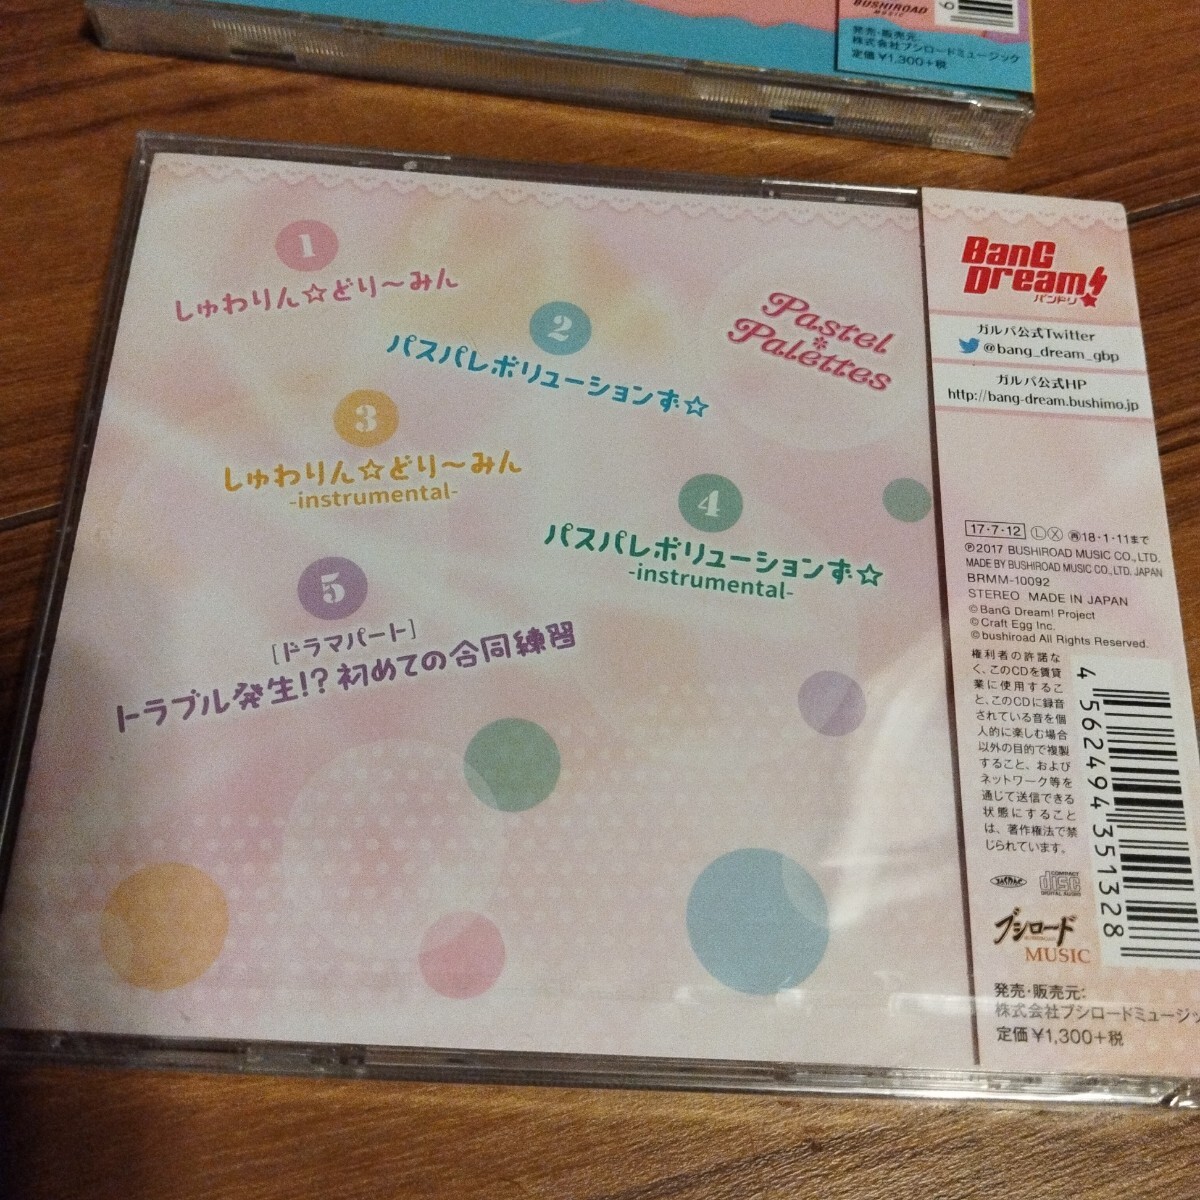 BUSHIROAD
MUSIC
9
発売・販売元:
株式会社ブシロードミュージック
定価¥1,300+税
1
しゅわりん☆どり〜みん
2
パスパレボリューションず☆
3
しゅわりん☆どり〜みん
-instrumental-
4
パスパレボリューションず☆
-instrumental-
5
[ドラマパート]
トラブル発生!?初めての合同練習
Pastel
*
Palettes
BanG
Dream!
バンドリ
ガルパ公式Twitter
@bang_dream_gbp
ガルパ公式HP
http://bang-dream.bushimo.jp
17・7・12 Ⓛ Ⓧ ㊝18・1・11まで
℗2017 BUSHIROAD MUSIC CO., LTD.
MADE BY BUSHIROAD MUSIC CO., LTD. JAPAN
BRMM-10092
STEREO MADE IN JAPAN
©BanG Dream! Project
©Craft Egg Inc.
©bushiroad All Rights Reserved.
権利者の許諾な
く、このCDを賃貸
業に使用するこ
と、このCDに録音
されている音を個
人的に楽しむ場合
以外の目的で複製
すること、および
ネットワーク等を
通じて送信できる
状態にすること
は、著作権法で禁
じられています。
4 562494 351328
COMPACT
disc
DIGITAL AUDIO
ブシロード
MUSIC
発売・販売元:
株式会社ブシロードミュージッ
定価¥1,300+税